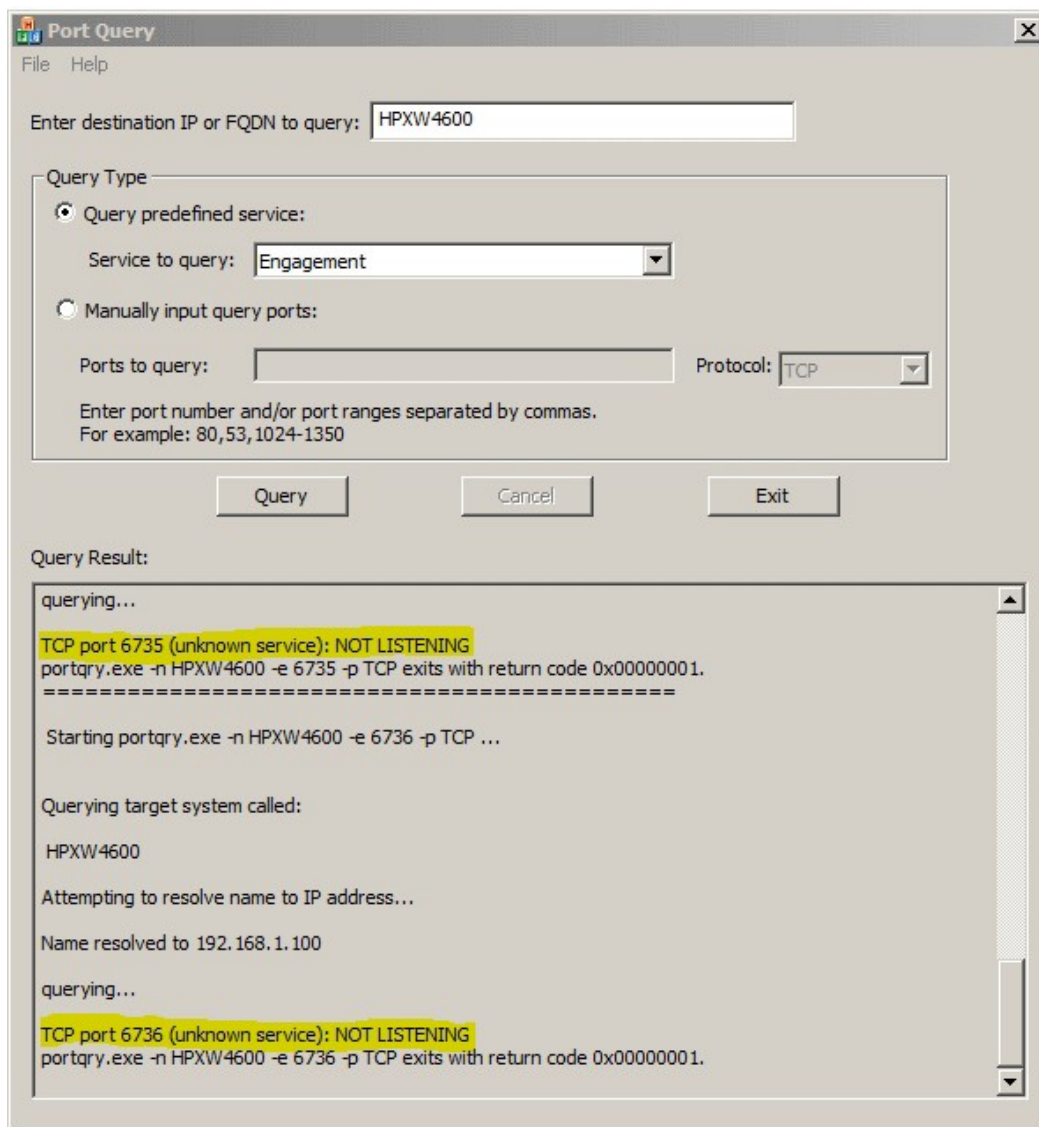 Port Query
File Help
Enter destination IP or FQDN to query: HPXW4600
Query Type
Query predefined service:
Service to query: Engagement
Manually input query ports:
Ports to query: Protocol: TCP
Enter port number and/or port ranges separated by commas.
For example: 80,53,1024-1350
Query Cancel Exit
Query Result:
querying...
TCP port 6735 (unknown service): NOT LISTENING
portqry.exe -n HPXW4600 -e 6735 -p TCP exits with return code 0x00000001.
=============================================
Starting portqry.exe -n HPXW4600 -e 6736 -p TCP ...
Querying target system called:
HPXW4600
Attempting to resolve name to IP address...
Name resolved to 192.168.1.100
querying...
TCP port 6736 (unknown service): NOT LISTENING
portqry.exe -n HPXW4600 -e 6736 -p TCP exits with return code 0x00000001.